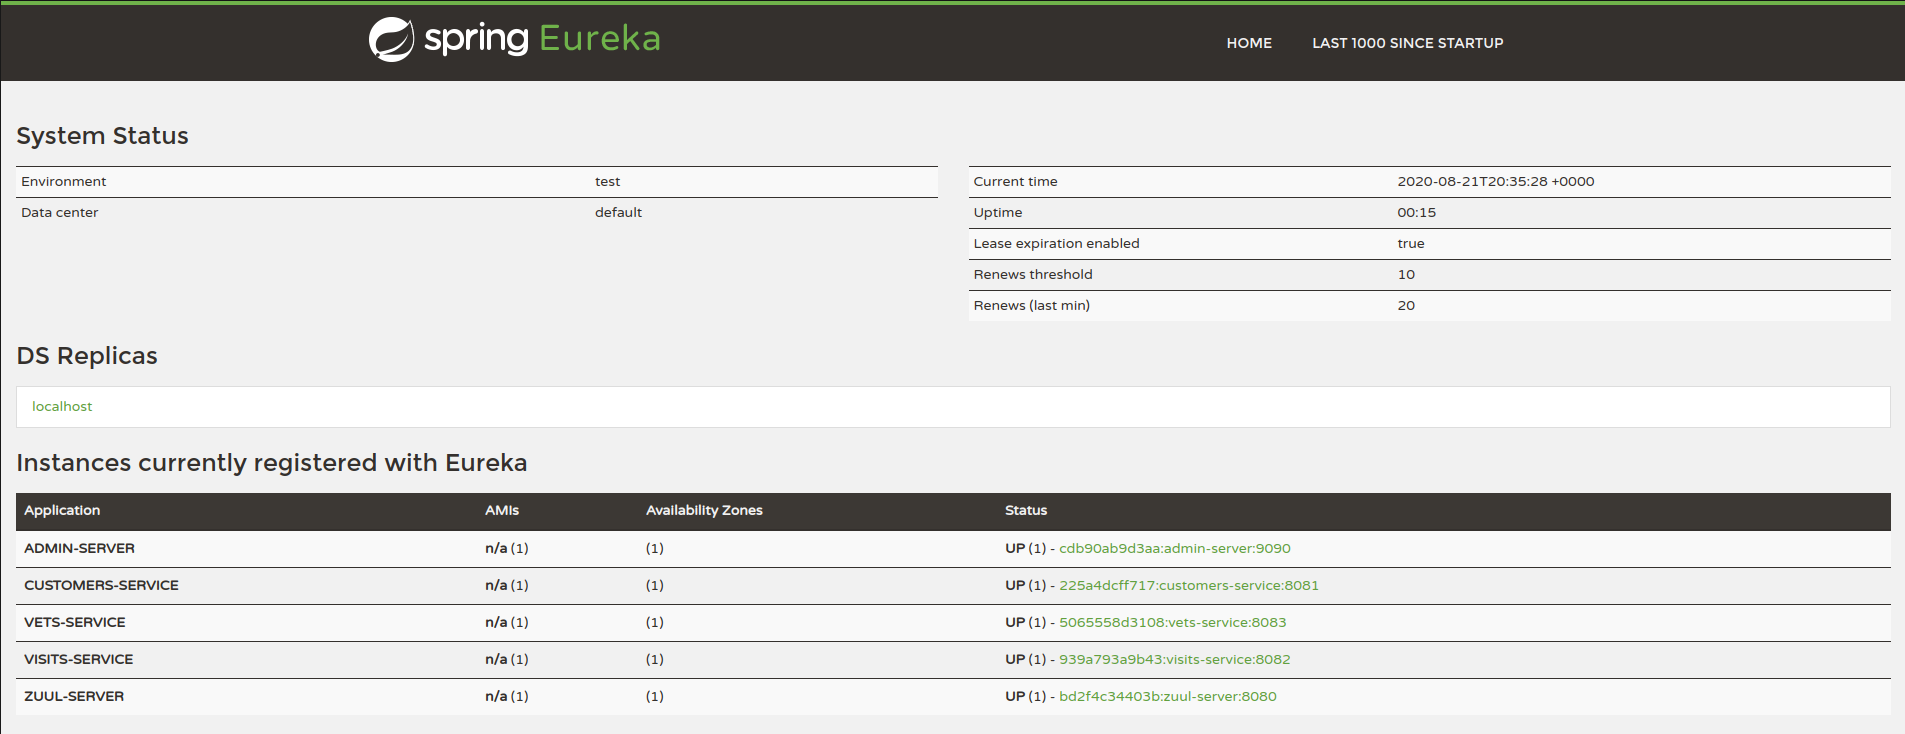 spring Eureka
HOME LAST 1000 SINCE STARTUP
System Status
Environment test
Data center default
Current time 2020-08-21T20:35:28 +0000
Uptime 00:15
Lease expiration enabled true
Renews threshold 10
Renews (last min) 20
DS Replicas
localhost
Instances currently registered with Eureka
Application AMIs Availability Zones Status
ADMIN-SERVER n/a (1) (1) UP (1) - cdb90ab9d3aa:admin-server:9090
CUSTOMERS-SERVICE n/a (1) (1) UP (1) - 225a4dcff717:customers-service:8081
VETS-SERVICE n/a (1) (1) UP (1) - 5065558d3108:vets-service:8083
VISITS-SERVICE n/a (1) (1) UP (1) - 939a793a9b43:visits-service:8082
ZUUL-SERVER n/a (1) (1) UP (1) - bd2f4c34403b:zuul-server:8080